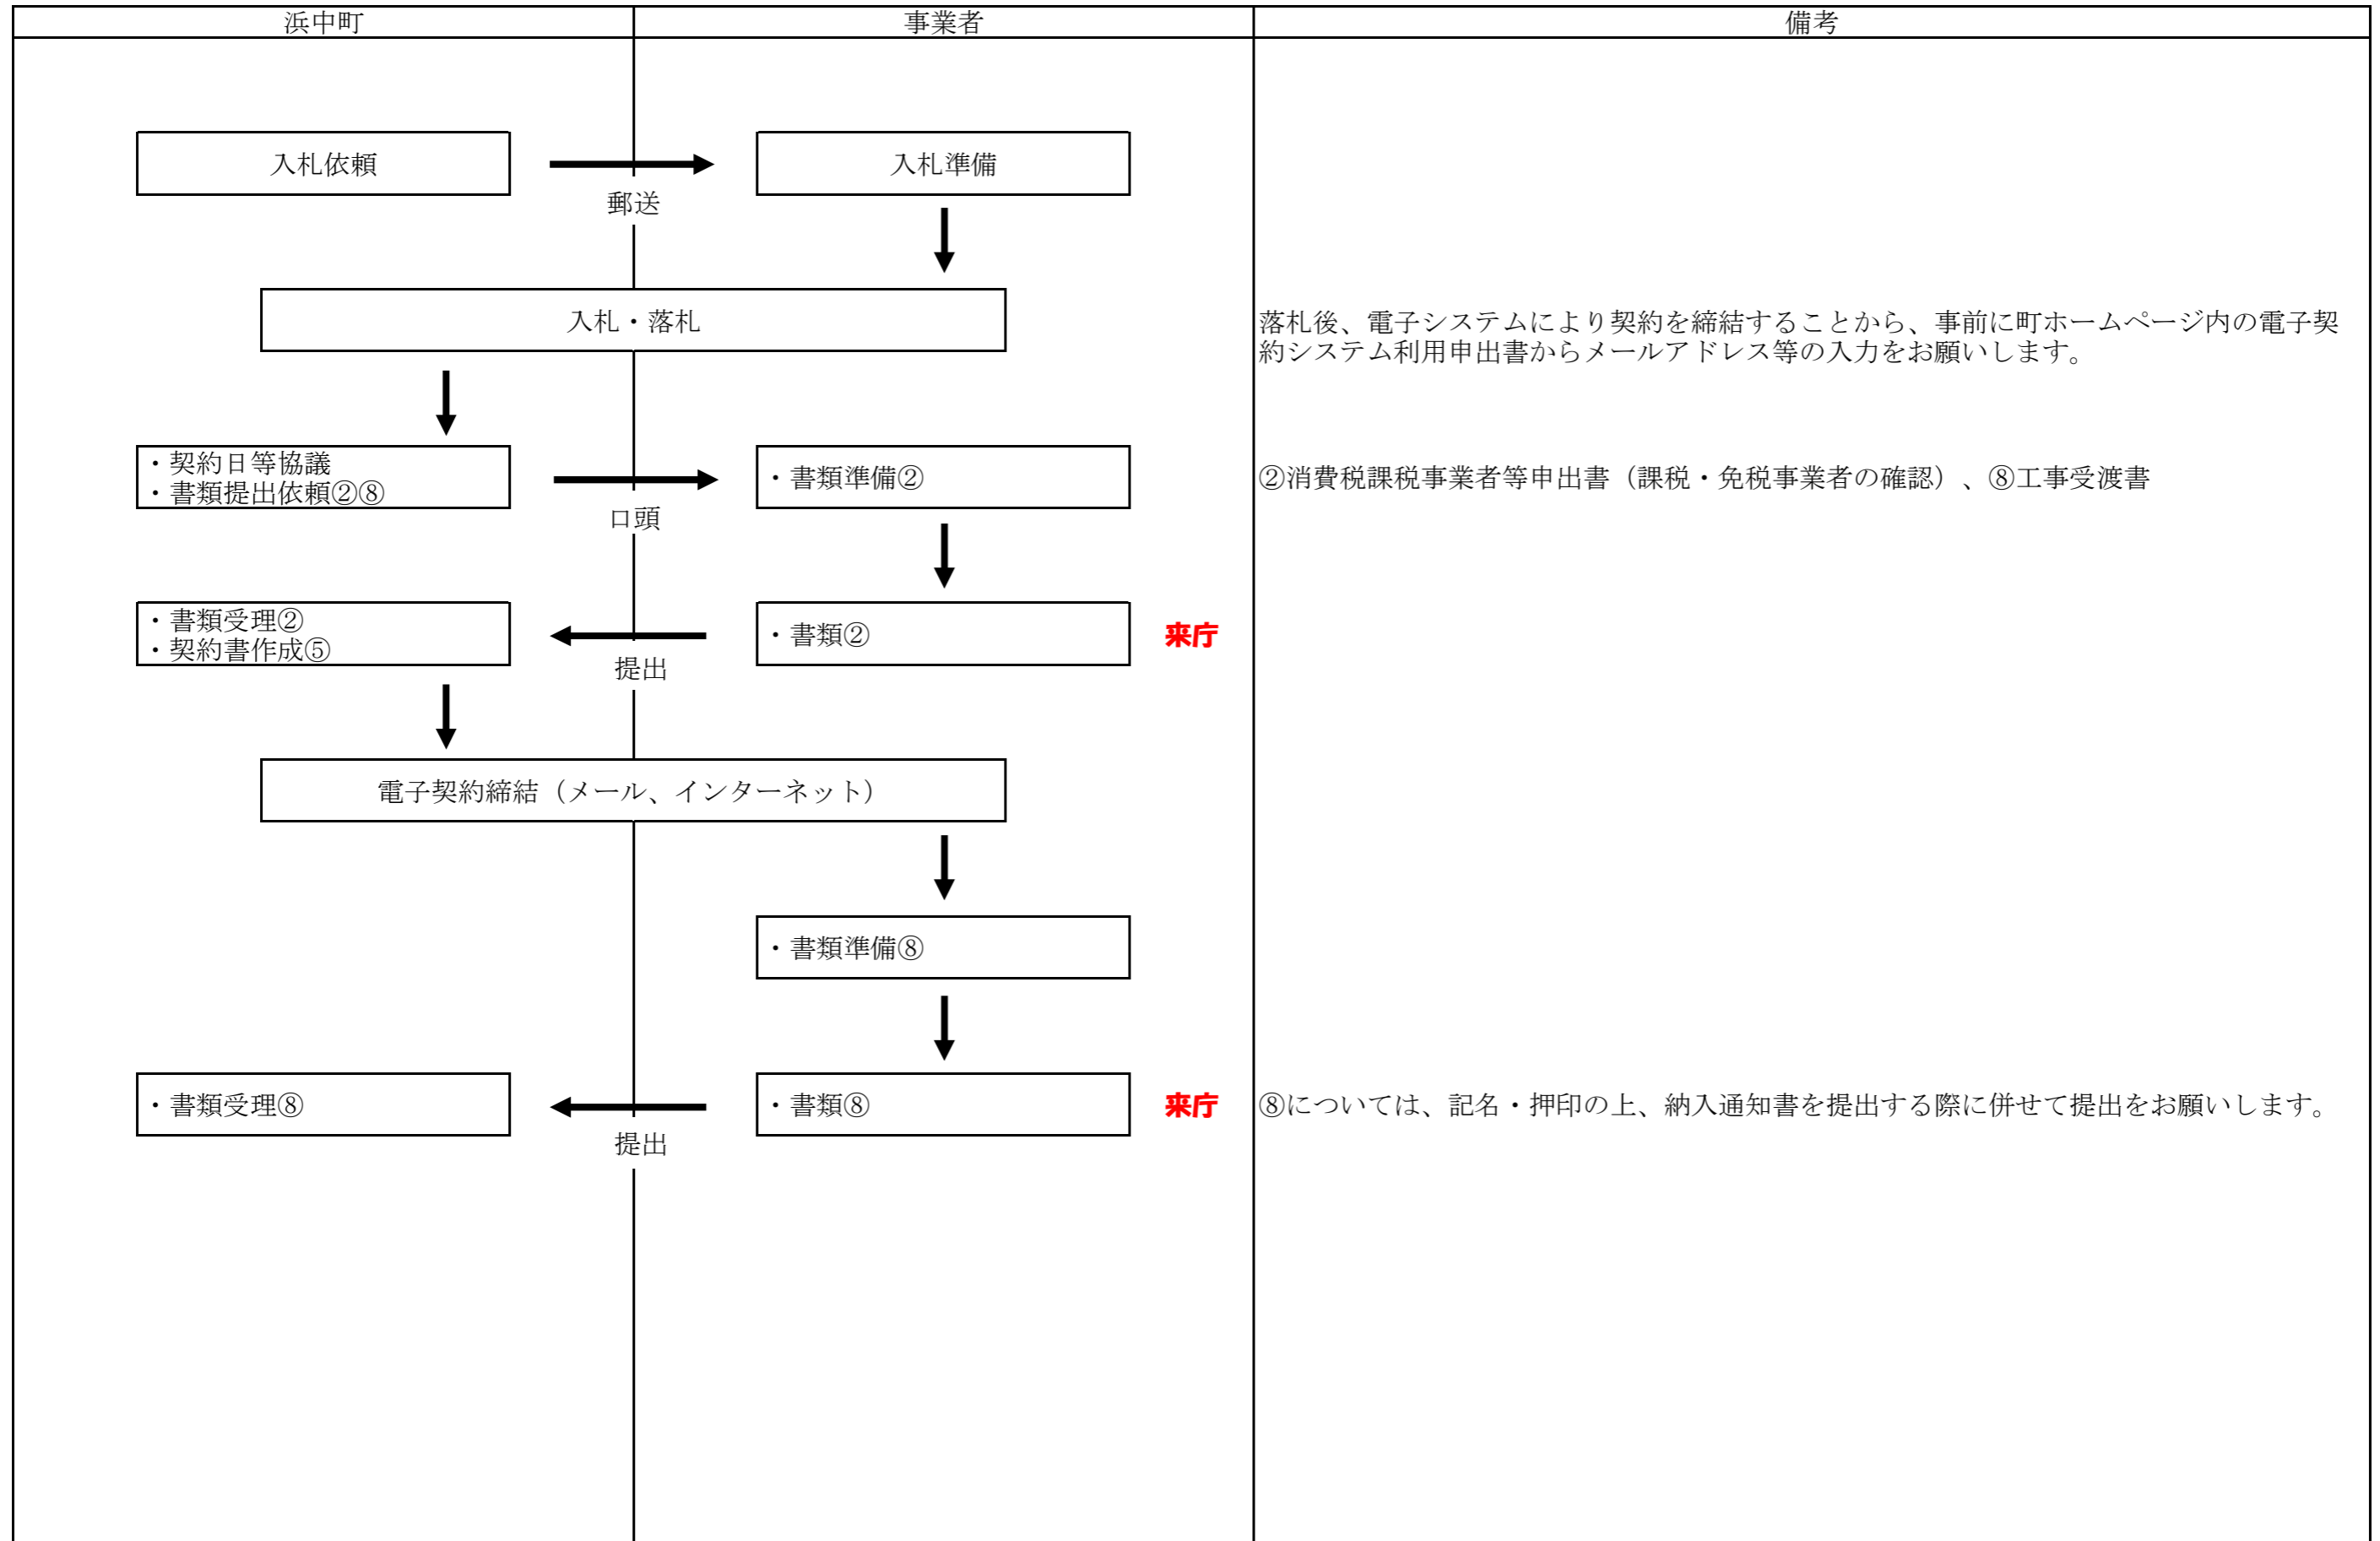 浜中町
事業者
備考
入札依頼
入札準備
郵送
入札・落札
落札後、電子システムにより契約を締結することから、事前に町ホームページ内の電子契
約システム利用申出書からメールアドレス等の入力をお願いします。
・契約日等協議
・書類提出依頼②⑧
・書類準備②
②消費税課税事業者等申出書（課税・免税事業者の確認）、⑧工事受渡書
口頭
・書類受理②
・契約書作成⑤
・書類②
来庁
提出
電子契約締結（メール、インターネット）
・書類準備⑧
・書類受理⑧
・書類⑧
来庁
⑧については、記名・押印の上、納入通知書を提出する際に併せて提出をお願いします。
提出